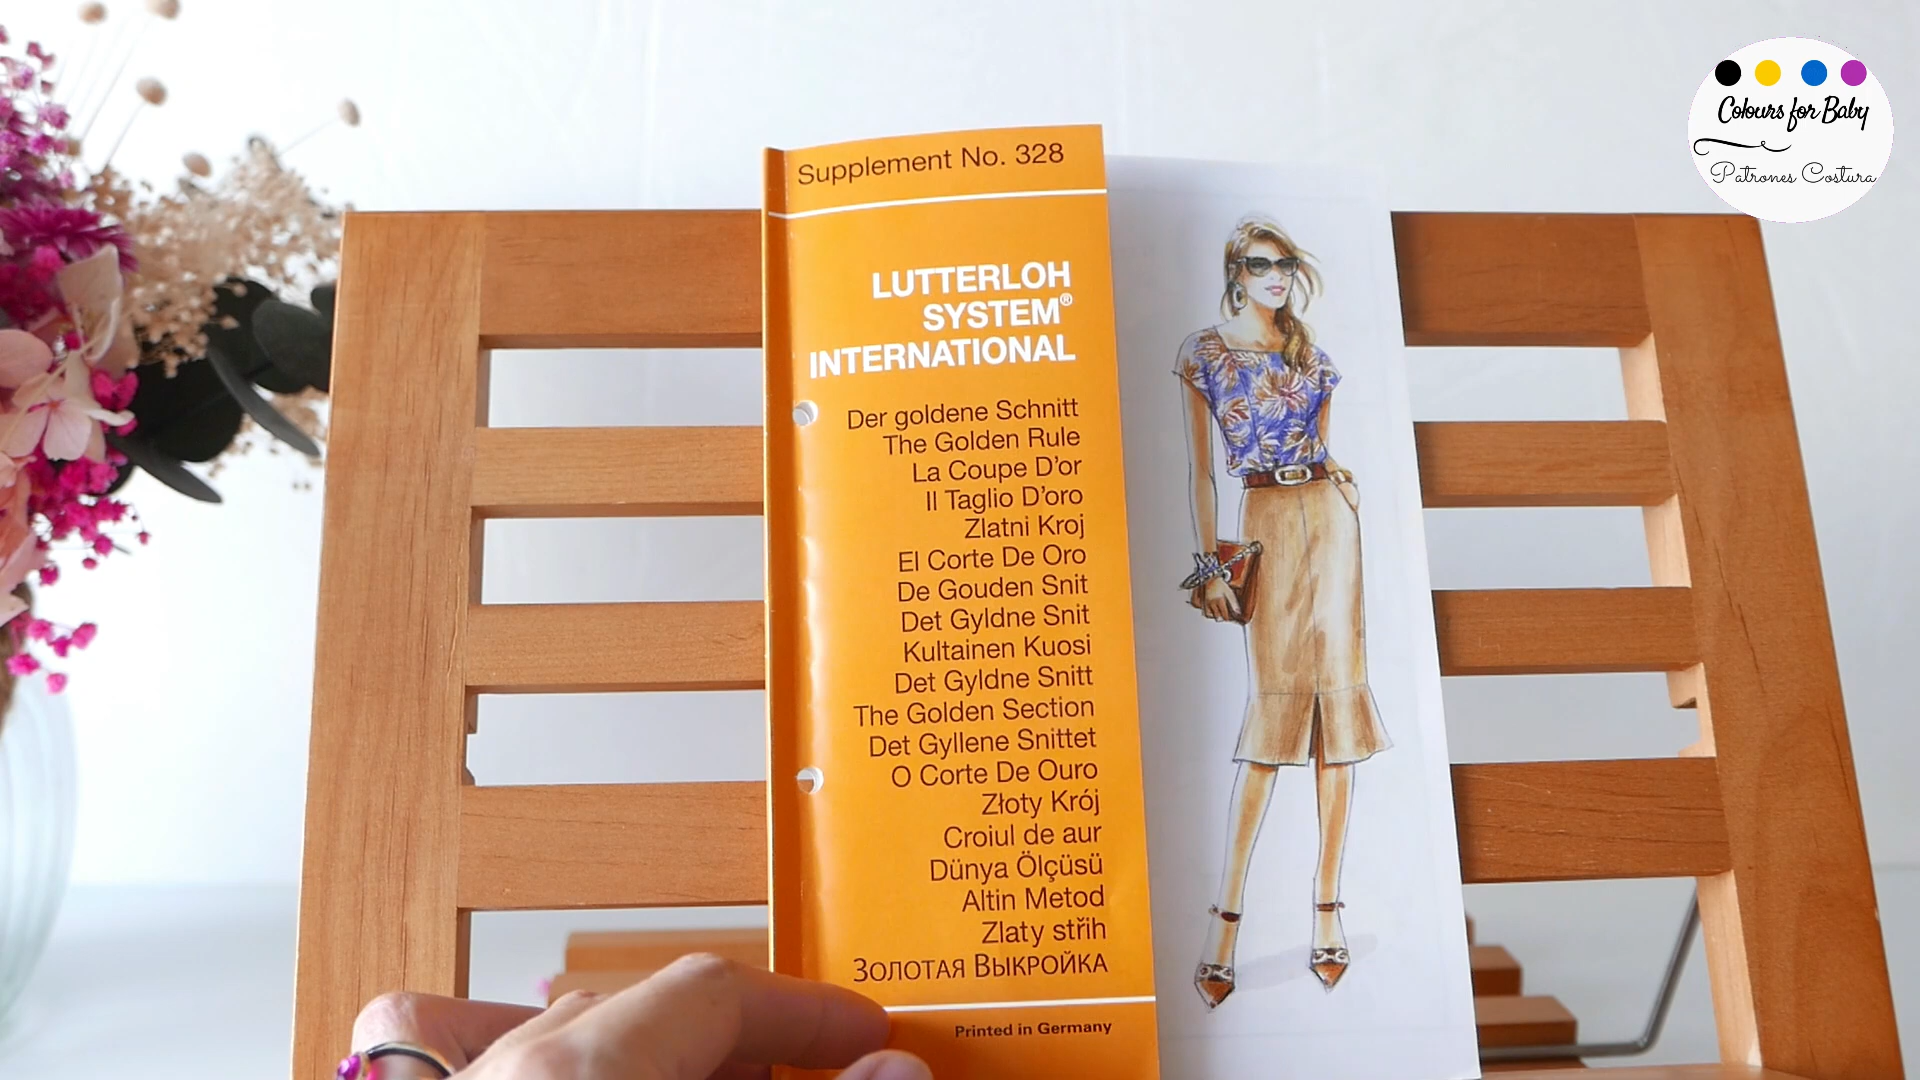 Supplement No. 328
LUTTERLOH
SYSTEM®
INTERNATIONAL
Der goldene Schnitt
The Golden Rule
La Coupe D'or
Il Taglio D'oro
Zlatni Kroj
El Corte De Oro
De Gouden Snit
Det Gyldne Snit
Kultainen Kuosi
Det Gyldne Snitt
The Golden Section
Det Gyllene Snittet
O Corte De Ouro
Złoty Krój
Croiul de aur
Dünya Ölçüsü
Altin Metod
Zlaty střih
Золотая Выкройка
Printed in Germany
Colours for Baby
Patrones Costura